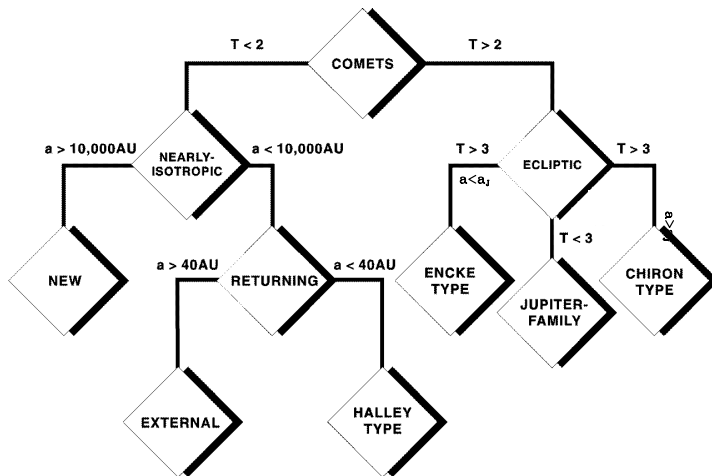 T < 2
T > 2
COMETS
a > 10,000AU
a < 10,000AU
T > 3
T > 3
NEARLY-
ISOTROPIC
ECLIPTIC
a<aJ
a>
T < 3
a > 40AU
a < 40AU
NEW
RETURNING
ENCKE
TYPE
CHIRON
TYPE
JUPITER-
FAMILY
EXTERNAL
HALLEY
TYPE